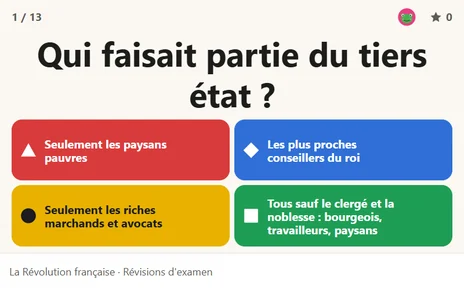 1 / 13
0
Qui faisait partie du tiers
état ?
Seulement les paysans
pauvres
Les plus proches
conseillers du roi
Seulement les riches
marchands et avocats
Tous sauf le clergé et la
noblesse : bourgeois,
travailleurs, paysans
La Révolution française · Révisions d'examen